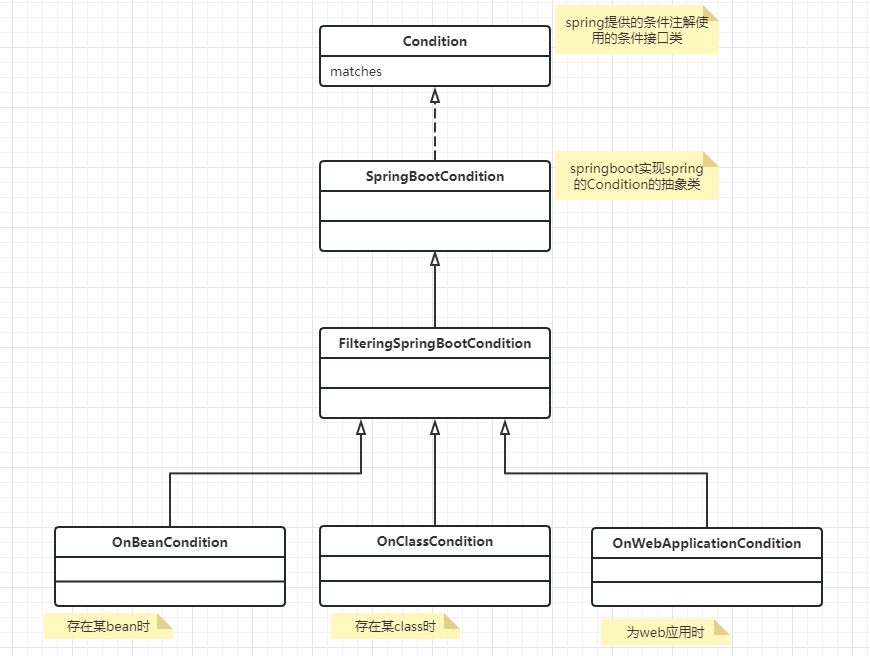 Condition
matches
spring提供的条件注解使
用的条件接口类
SpringBootCondition
springboot实现spring
的Condition的抽象类
FilteringSpringBootCondition
OnBeanCondition
OnClassCondition
OnWebApplicationCondition
存在某bean时
存在某class时
为web应用时